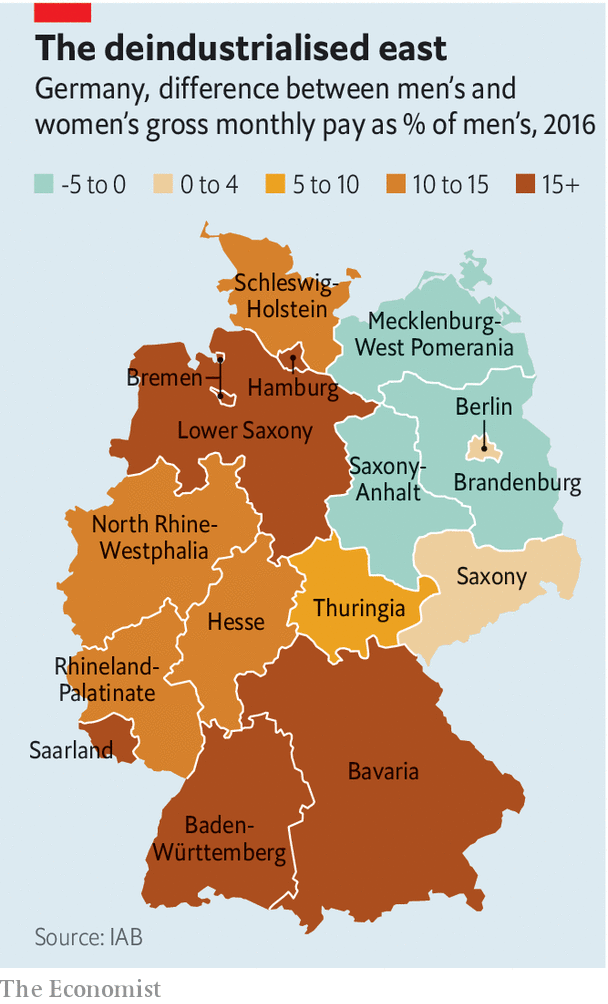 The deindustrialised east
Germany, difference between men’s and
women’s gross monthly pay as % of men’s, 2016
-5 to 0 0 to 4 5 to 10 10 to 15 15+
Schleswig-
Holstein
Mecklenburg-
West Pomerania
Bremen
Hamburg
Berlin
Lower Saxony
Saxony-
Anhalt
Brandenburg
North Rhine-
Westphalia
Saxony
Thuringia
Hesse
Rhineland-
Palatinate
Saarland
Bavaria
Baden-
Württemberg
Source: IAB
The Economist